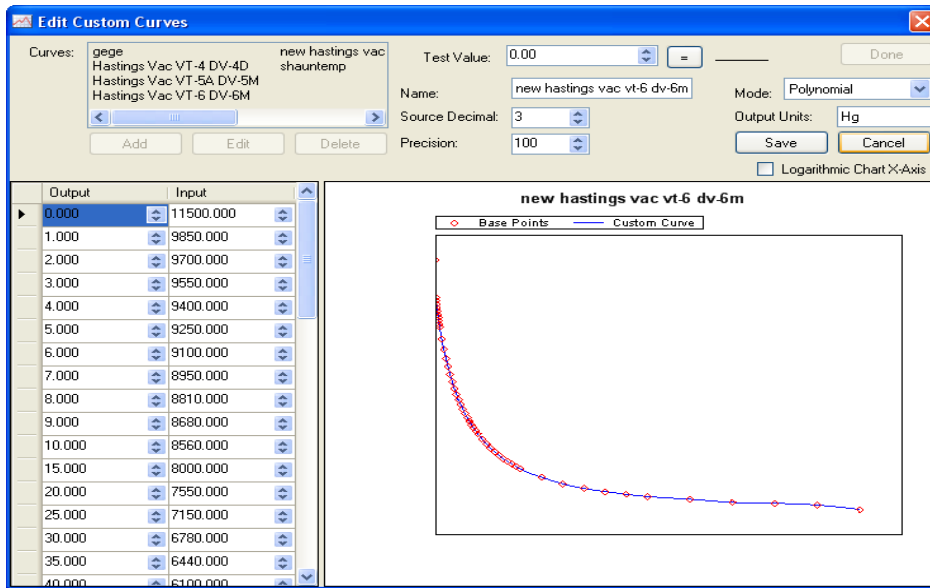 Edit Custom Curves
Curves:
gege
Hastings Vac VT-4 DV-4D
Hastings Vac VT-5A DV-5M
Hastings Vac VT-6 DV-6M
new hastings vac
shauntemp
Add Edit Delete
Test Value: 0.00 =
Name: new hastings vac vt-6 dv-6m
Source Decimal: 3
Precision: 100
Done
Mode: Polynomial
Output Units: Hg
Save Cancel
Logarithmic Chart X-Axis
Output Input
0.000 11500.000
1.000 9850.000
2.000 9700.000
3.000 9550.000
4.000 9400.000
5.000 9250.000
6.000 9100.000
7.000 8950.000
8.000 8810.000
9.000 8680.000
10.000 8560.000
15.000 8000.000
20.000 7550.000
25.000 7150.000
30.000 6780.000
35.000 6440.000
40.000 6100.000
new hastings vac vt-6 dv-6m
Base Points Custom Curve